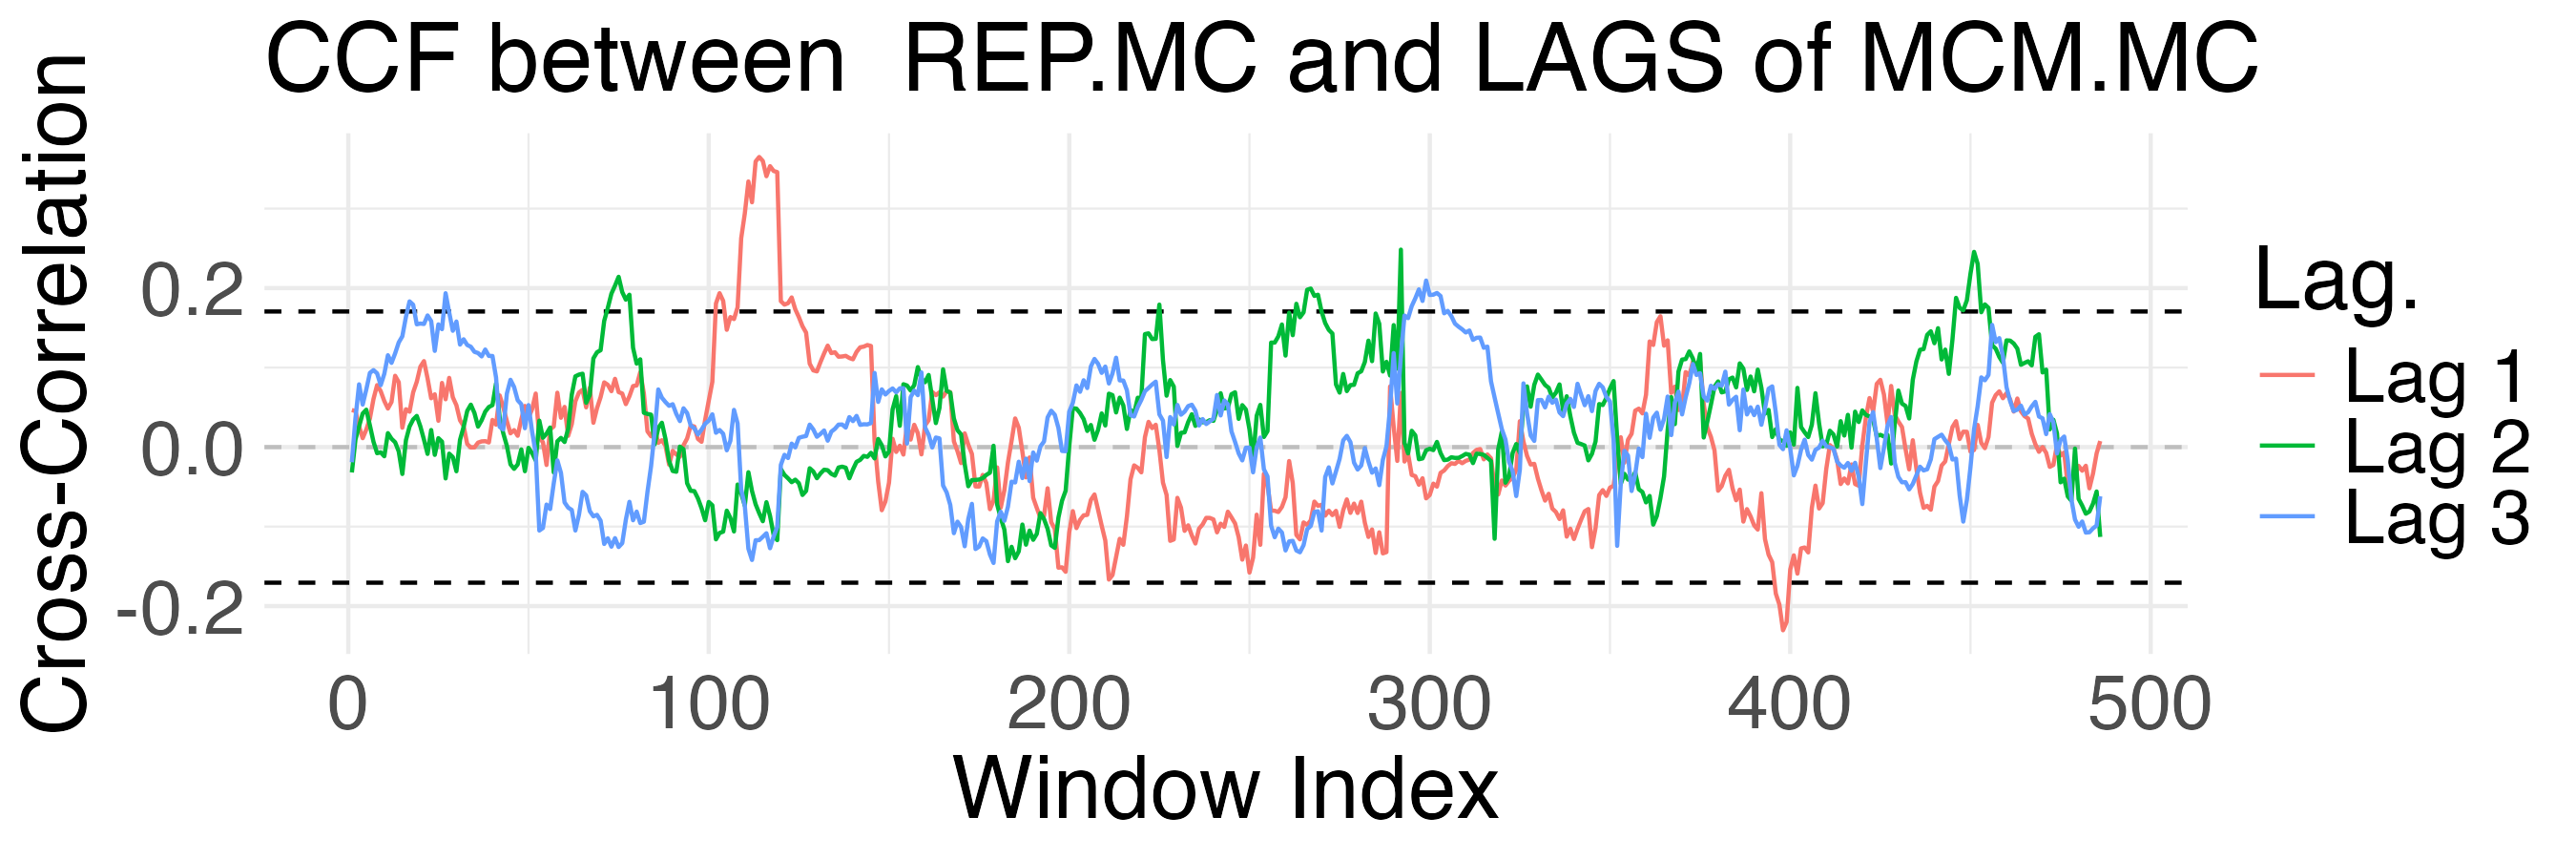 CCF between  REP.MC and LAGS of MCM.MC
Cross-Correlation
0.2
0.0
-0.2
0
100
200
300
400
500
Window Index
Lag.
Lag 1
Lag 2
Lag 3